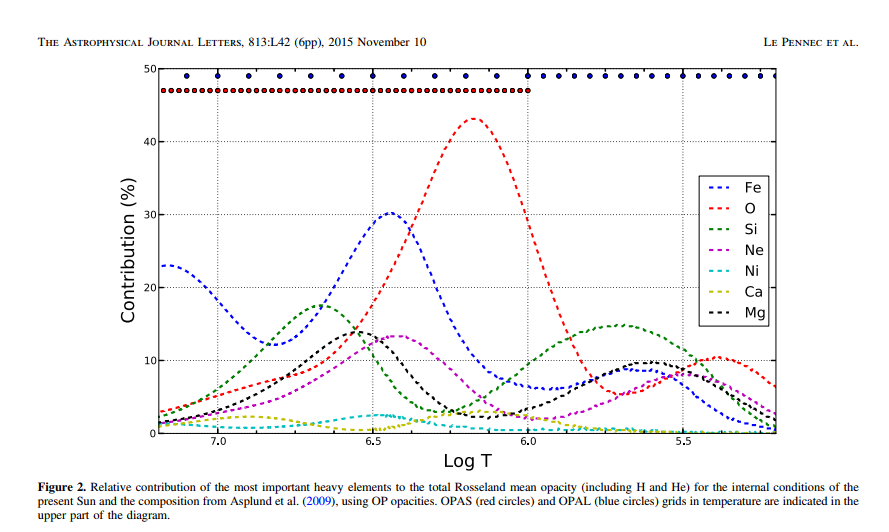 THE ASTROPHYSICAL JOURNAL LETTERS, 813:L42 (6pp), 2015 November 10
LE PENNEC ET AL.
50
40
30
20
10
0
Contribution (%)
Fe
O
Si
Ne
Ni
Ca
Mg
7.0
6.5
6.0
5.5
Log T
Figure 2. Relative contribution of the most important heavy elements to the total Rosseland mean opacity (including H and He) for the internal conditions of the
present Sun and the composition from Asplund et al. (2009), using OP opacities. OPAS (red circles) and OPAL (blue circles) grids in temperature are indicated in the
upper part of the diagram.